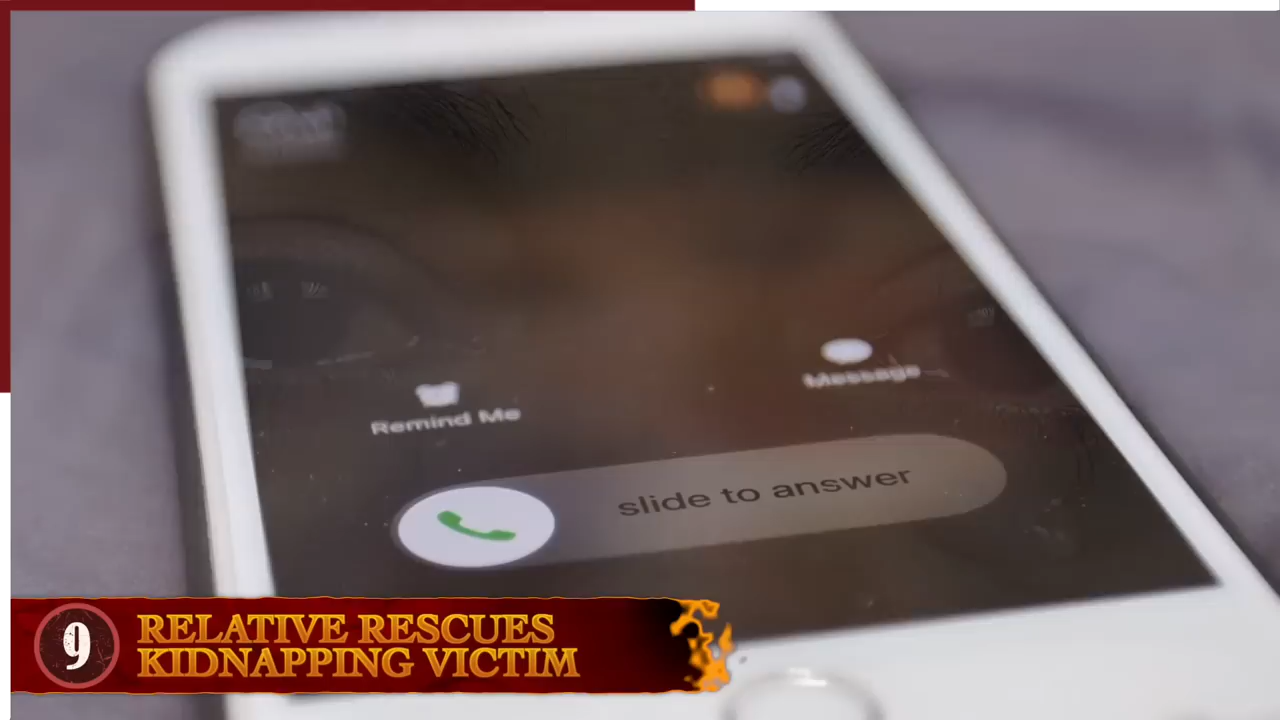 Remind Me
Message
slide to answer
9
RELATIVE RESCUES
KIDNAPPING VICTIM